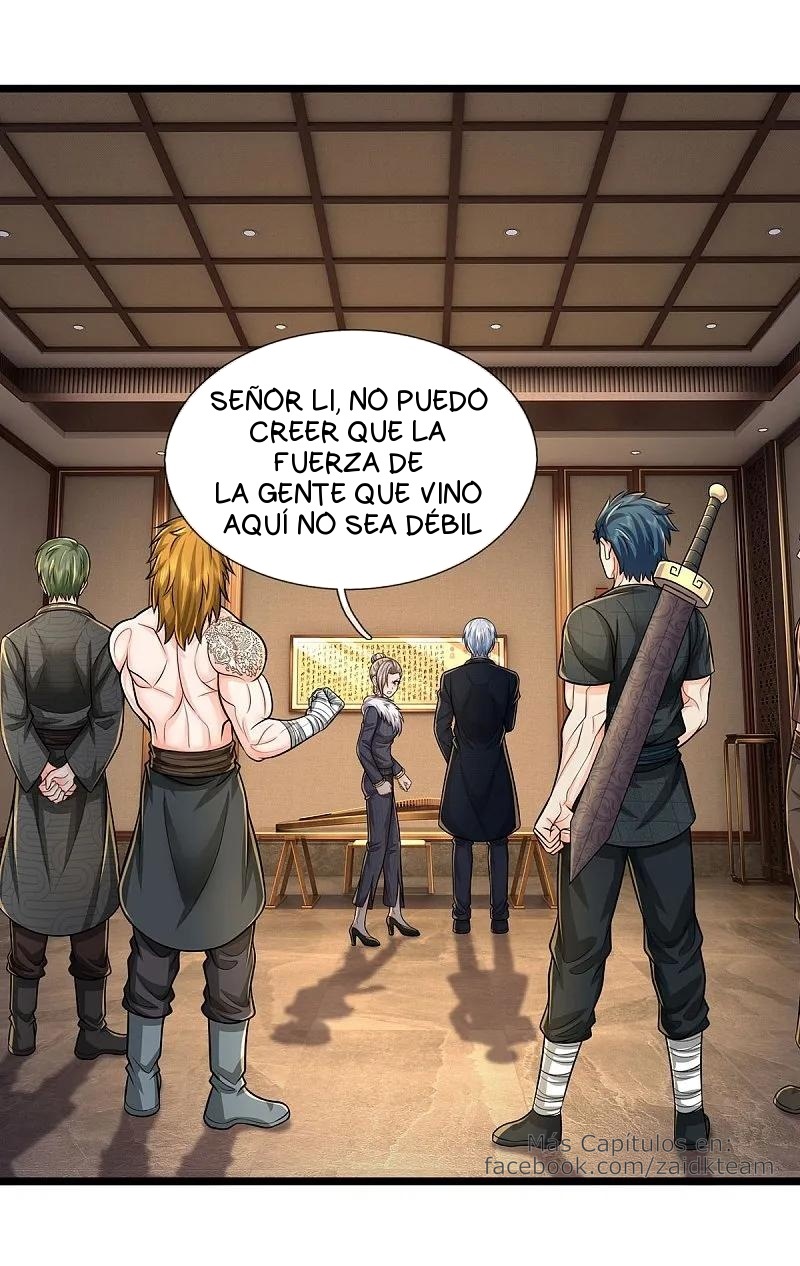 SEÑOR LI, NO PUEDO
CREER QUE LA
FUERZA DE
LA GENTE QUE VINO
AQUÍ NO SEA DÉBIL
Más Capítulos en:
facebook.com/zaidkteam